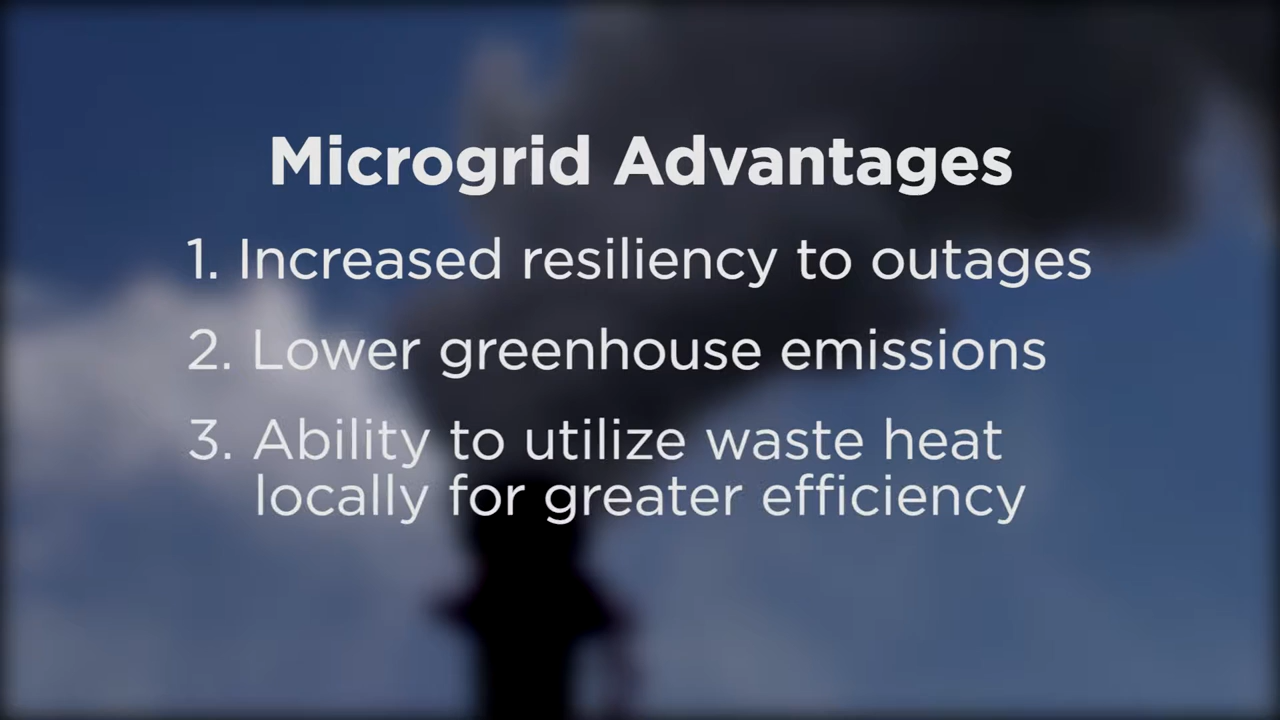 Microgrid Advantages
1. Increased resiliency to outages
2. Lower greenhouse emissions
3. Ability to utilize waste heat
locally for greater efficiency